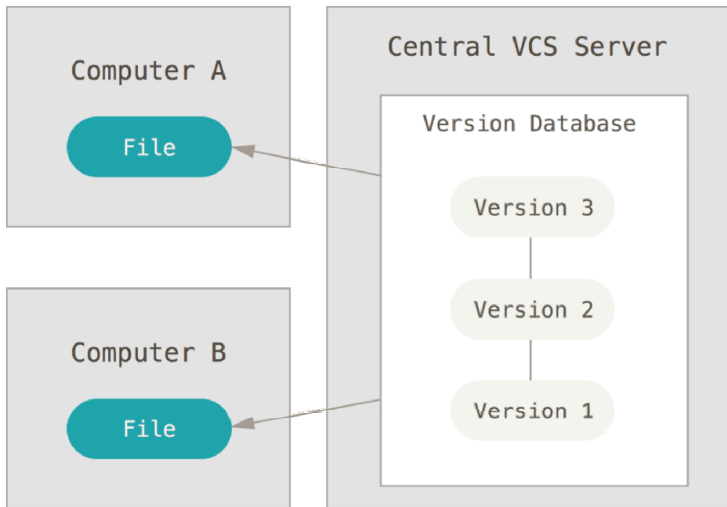 Computer A
File
Computer B
File
Central VCS Server
Version Database
Version 3
Version 2
Version 1